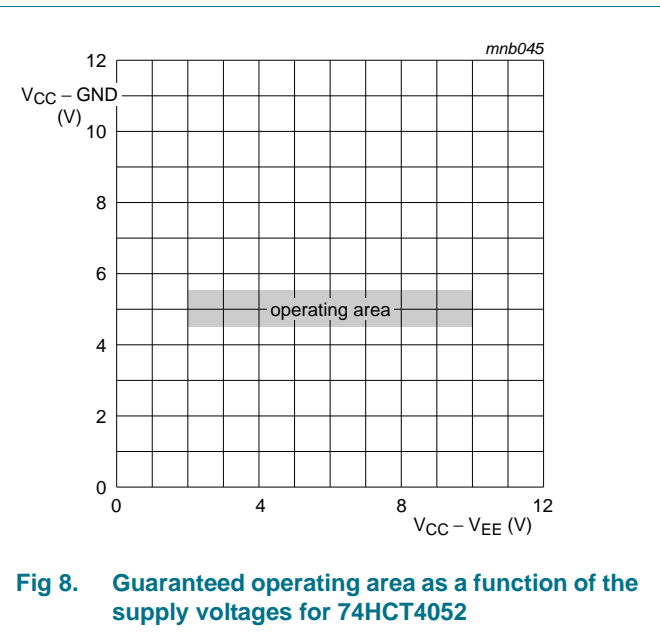 mnb045
12
VCC – GND
(V)
10
8
6
operating area
4
2
0
0 4 8 12
VCC – VEE (V)
Fig 8. Guaranteed operating area as a function of the
supply voltages for 74HCT4052